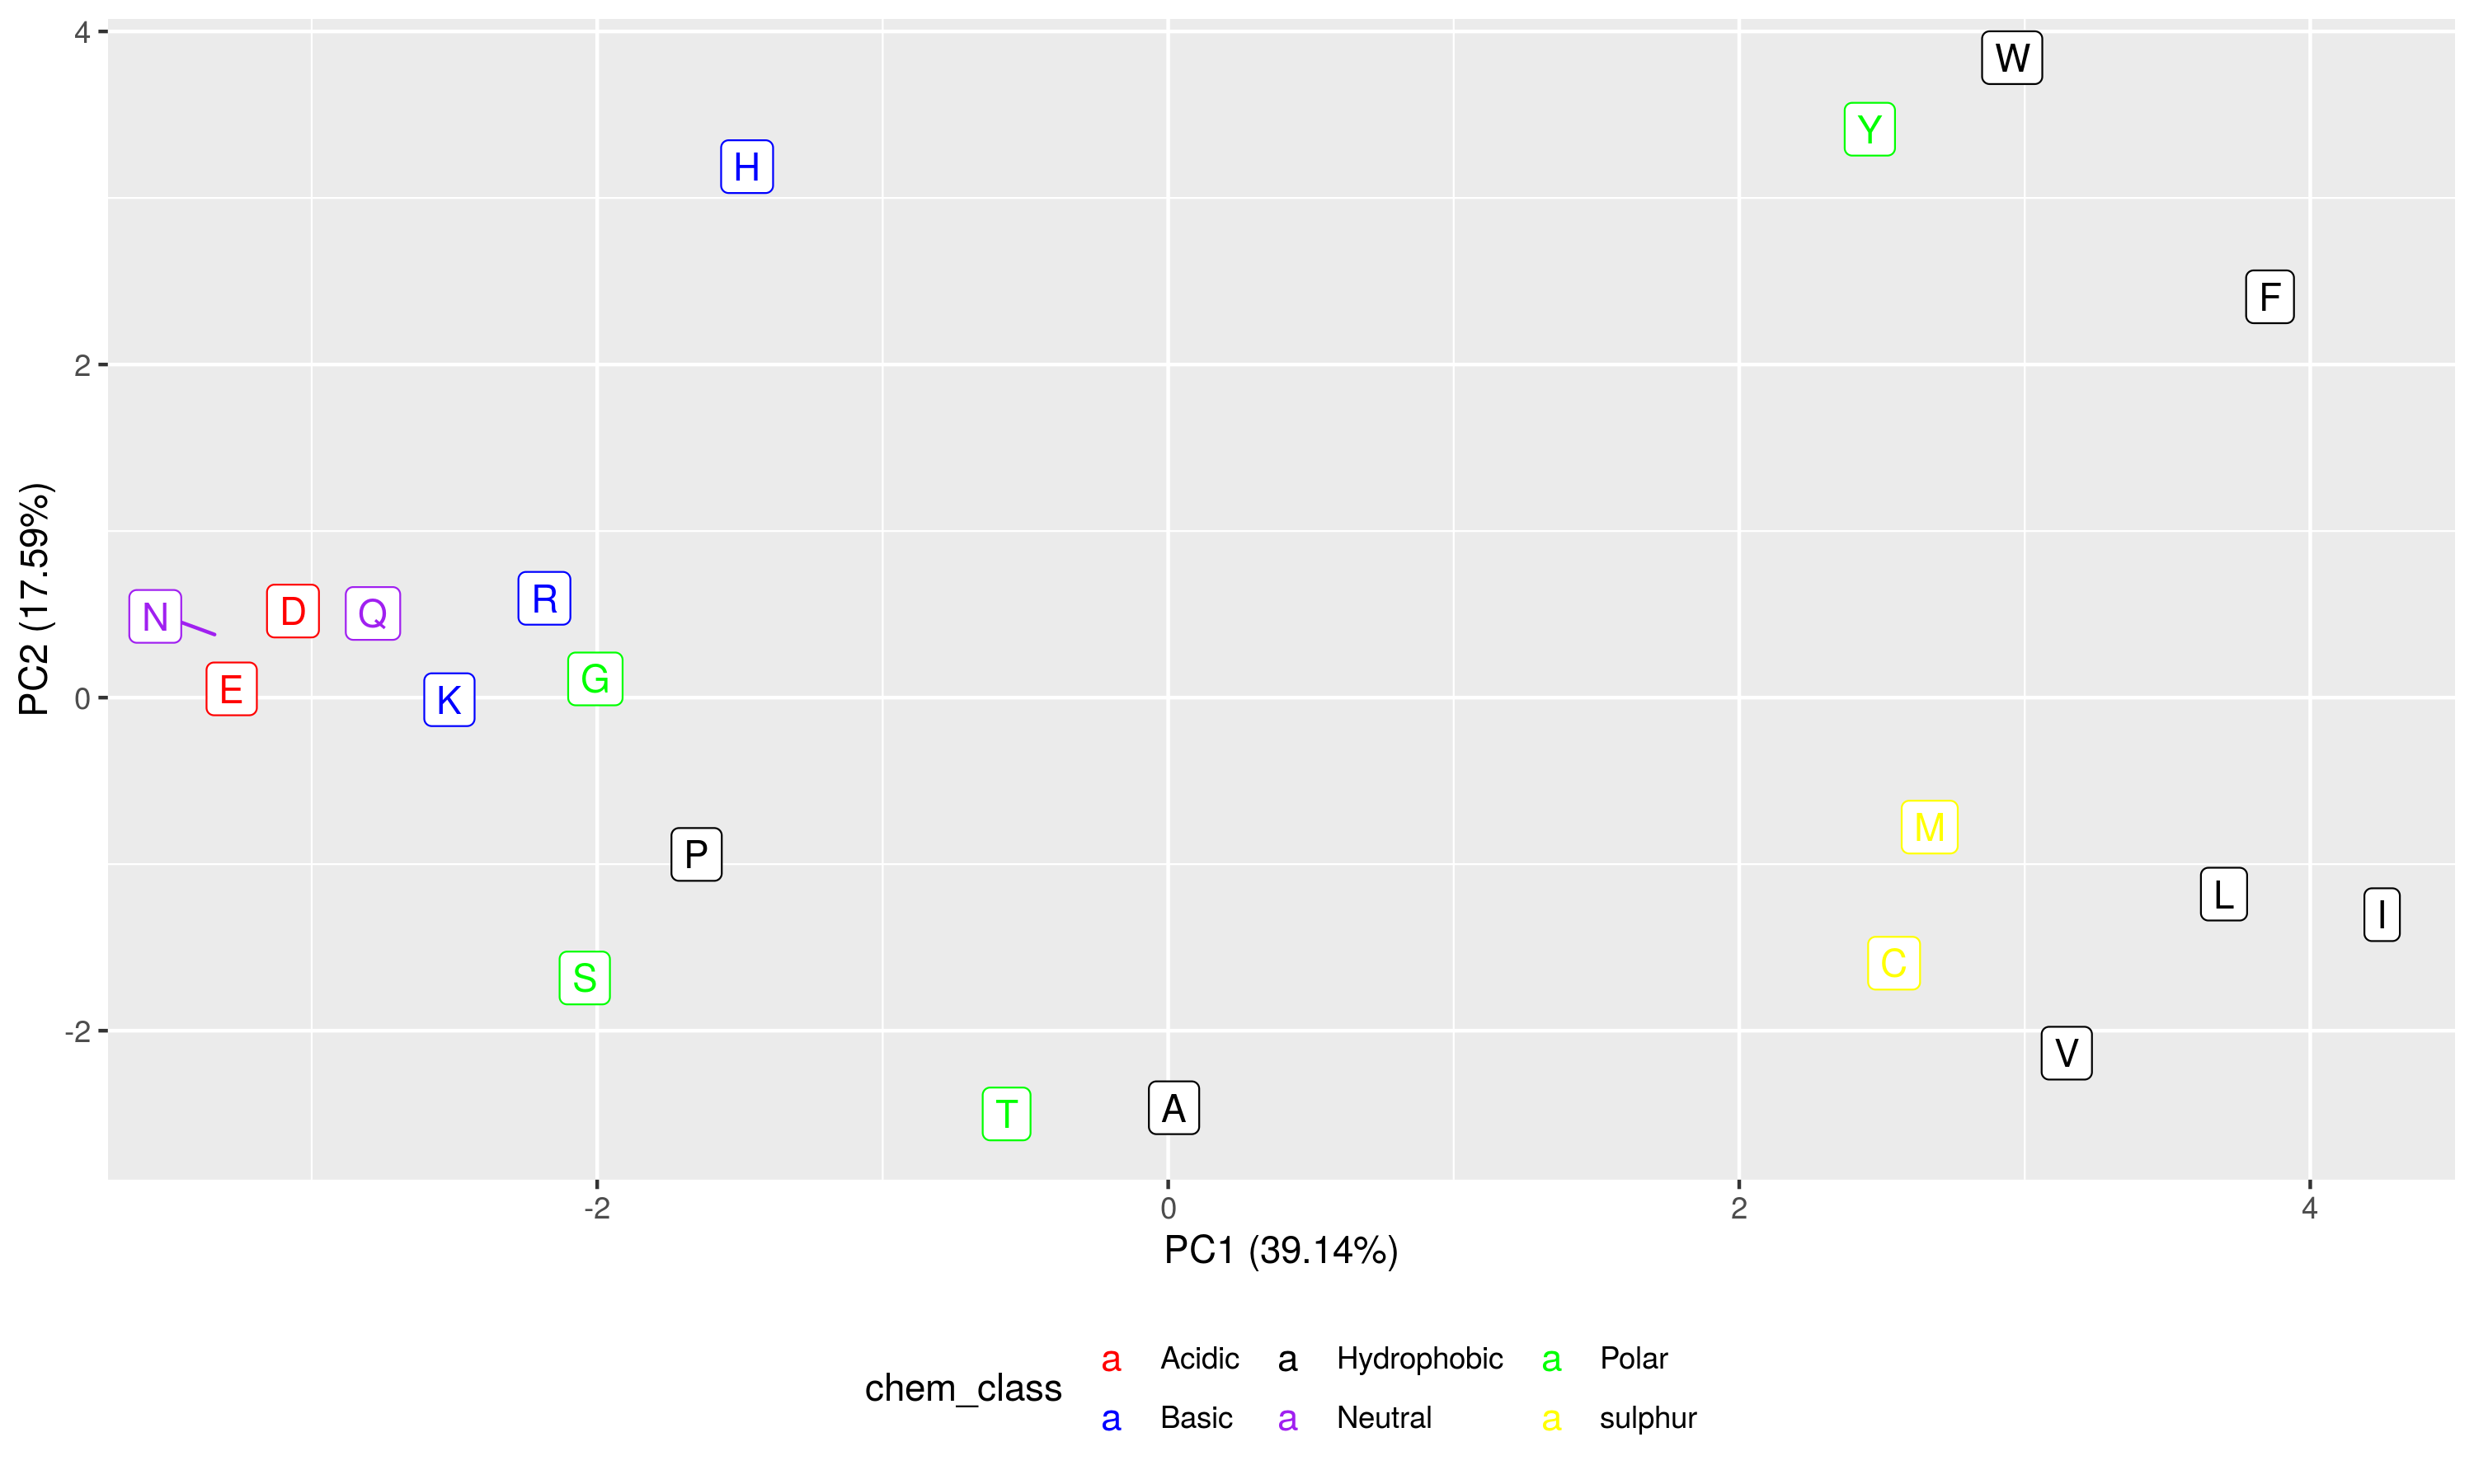 4
W
Y
H
F
2
PC2 (17.59%)
R
D
Q
N
G
E
K
0
M
P
L
I
C
S
-2
V
A
T
-2 0 2 4
PC1 (39.14%)
chem_class
a Acidic a Hydrophobic a Polar
a Basic a Neutral a sulphur